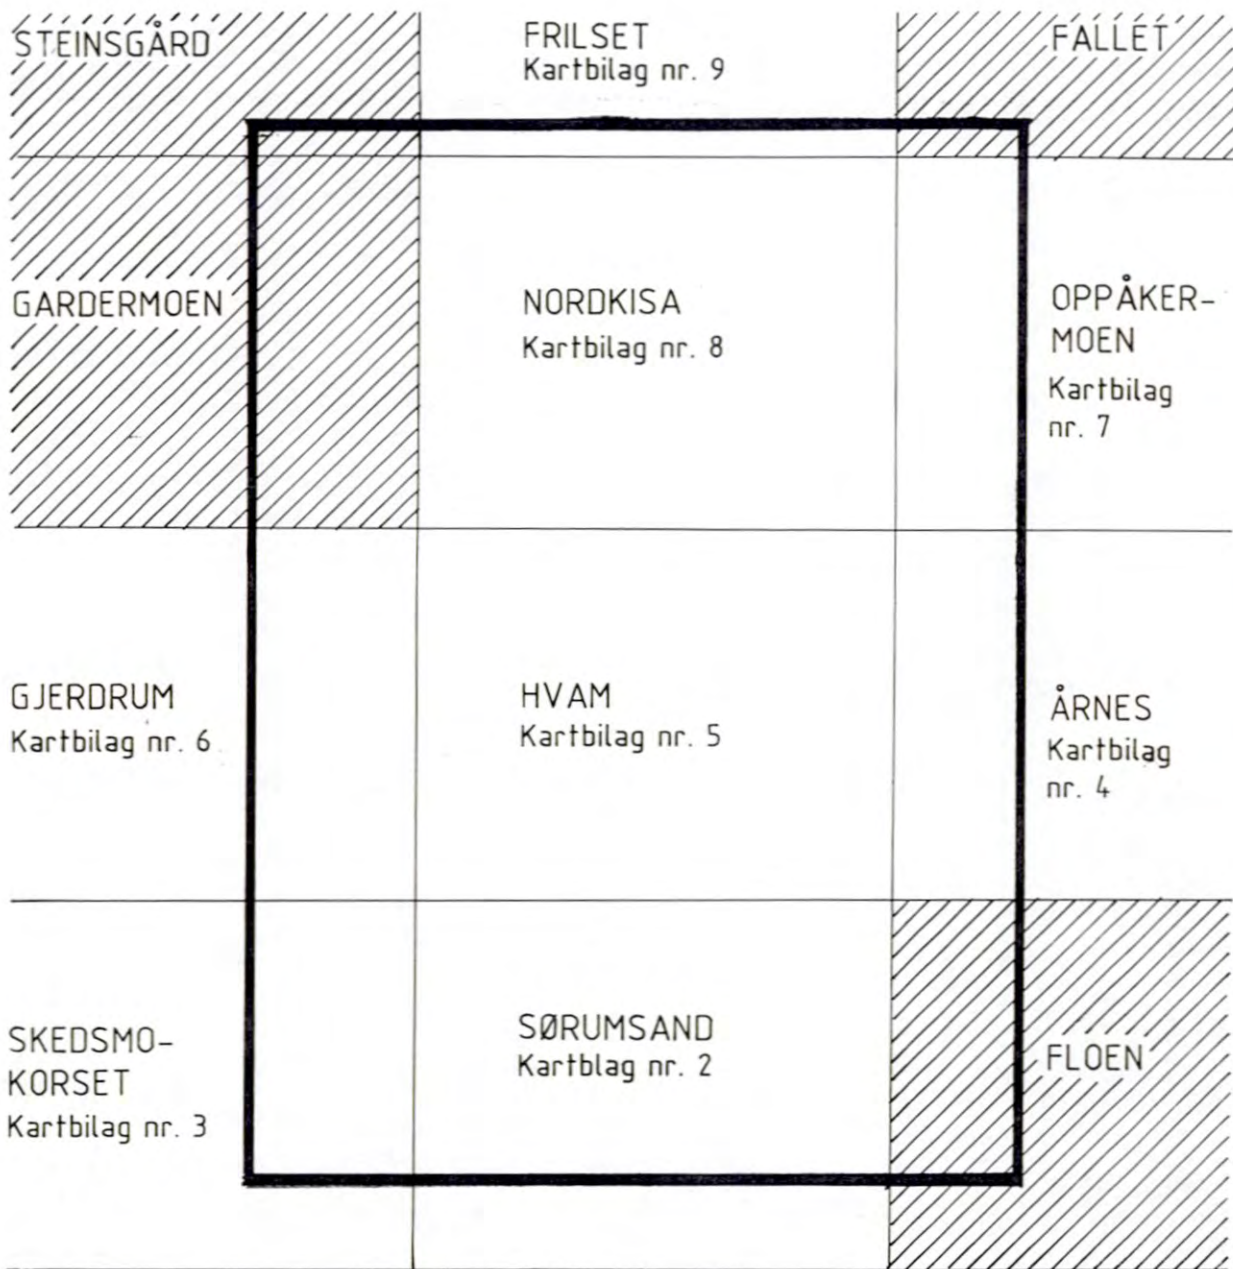 STEINSGÅRD
FRILSET
Kartbilag nr. 9
FALLET
GARDERMOEN
NORDKISA
Kartbilag nr. 8
OPPÅKER-
MOEN
Kartbilag
nr. 7
GJERDRUM
Kartbilag nr. 6
HVAM
Kartbilag nr. 5
ÅRNES
Kartbilag
nr. 4
SKEDSMO-
KORSET
Kartbilag nr. 3
SØRUMSAND
Kartblag nr. 2
FLOEN